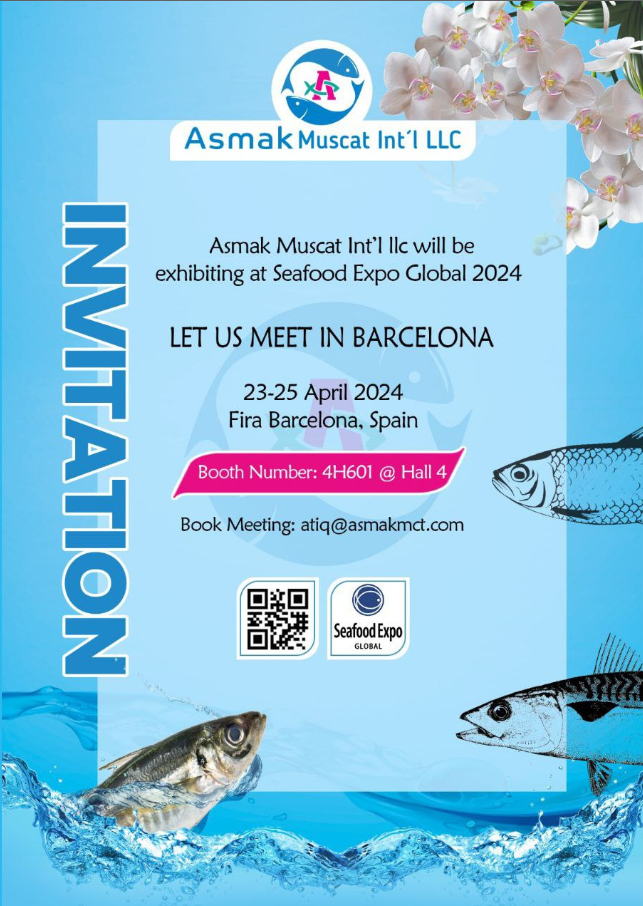 Asmak Muscat Int´l LLC
INVITATION
Asmak Muscat Int'l llc will be
exhibiting at Seafood Expo Global 2024
LET US MEET IN BARCELONA
23-25 April 2024
Fira Barcelona, Spain
Booth Number: 4H601 @ Hall 4
Book Meeting: atiq@asmakmct.com
Seafood Expo
GLOBAL